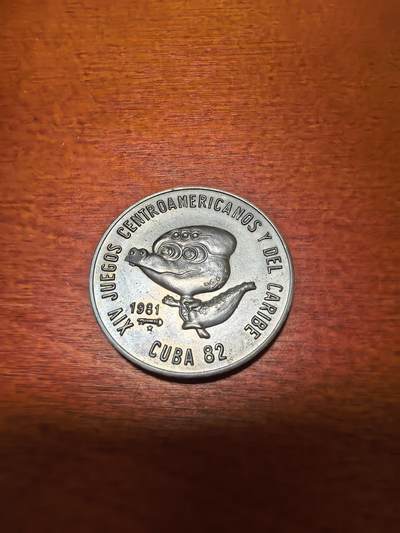 XIV JUEGOS CENTROAMERICANOS Y DEL CARIBE
1981
CUBA 82